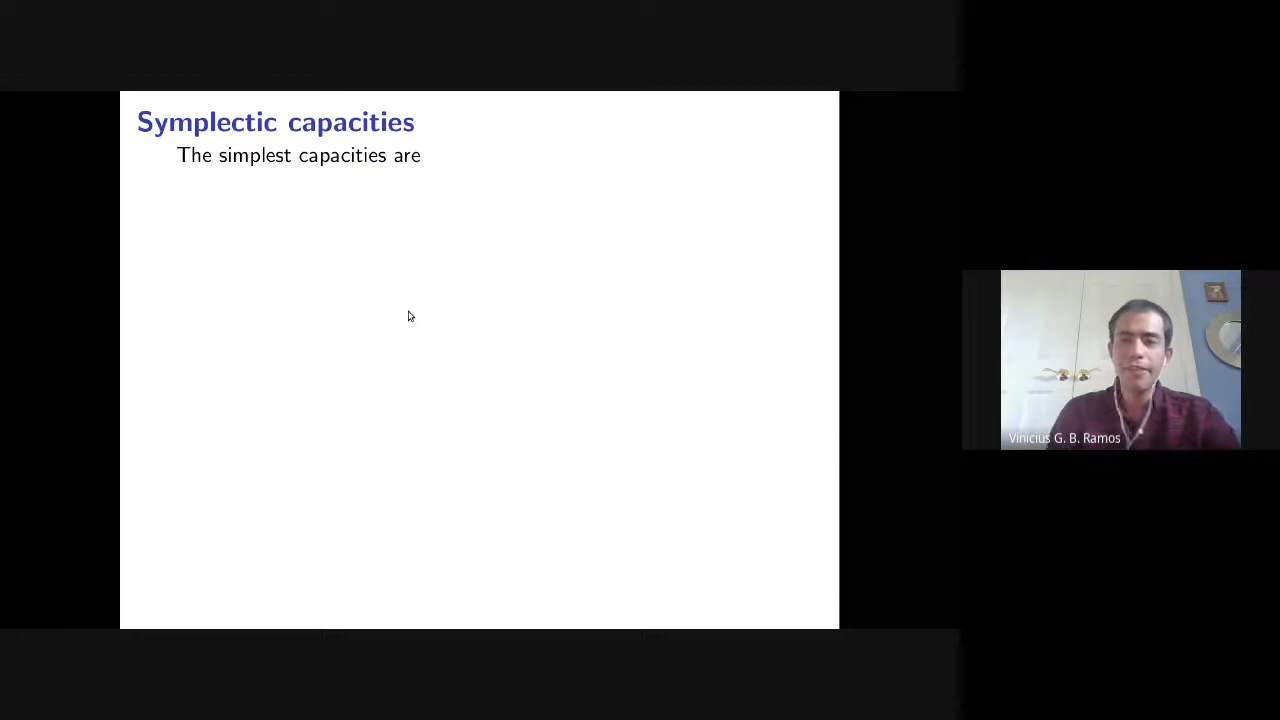 Symplectic capacities
The simplest capacities are
Vinicius G. B. Ramos